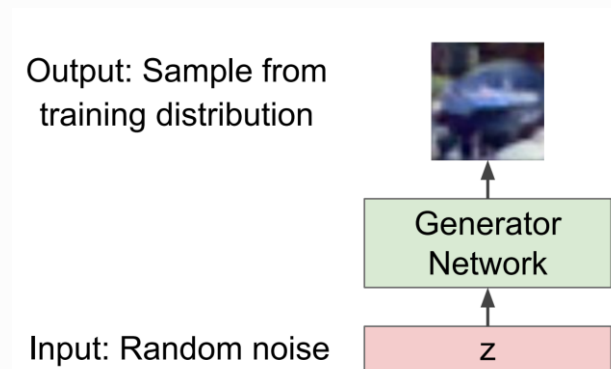 Output: Sample from
training distribution
Generator
Network
Input: Random noise
z